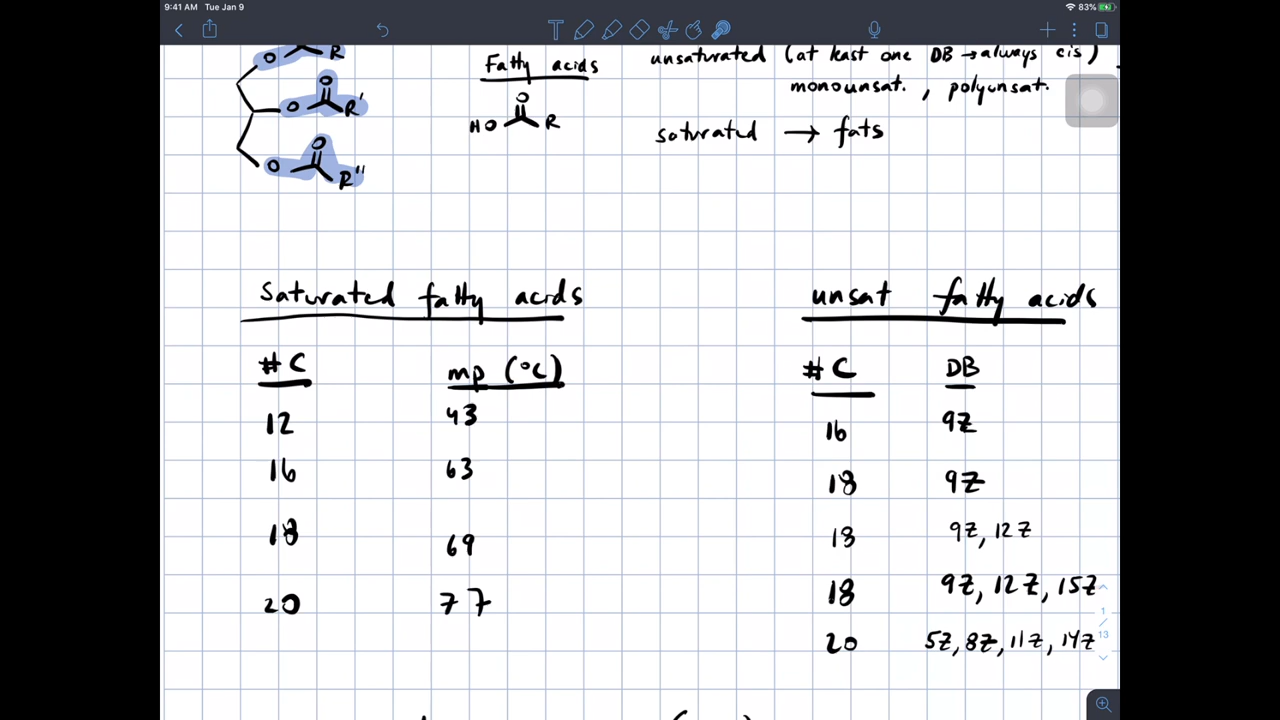 9:41 AM Tue Jan 9
83%
O R
Fatty acids
unsaturated (at least one DB → always cis)
monounsat. , polyunsat.
O
O R'
O
HO R
saturated → fats
O
O R"
Saturated fatty acids
unsat fatty acids
# C mp (°C)
# C DB
12 43
16 9Z
16 63
18 9Z
18 69
18 9Z, 12Z
20 77
18 9Z, 12Z, 15Z
20 5Z, 8Z, 11Z, 14Z
1
/
13